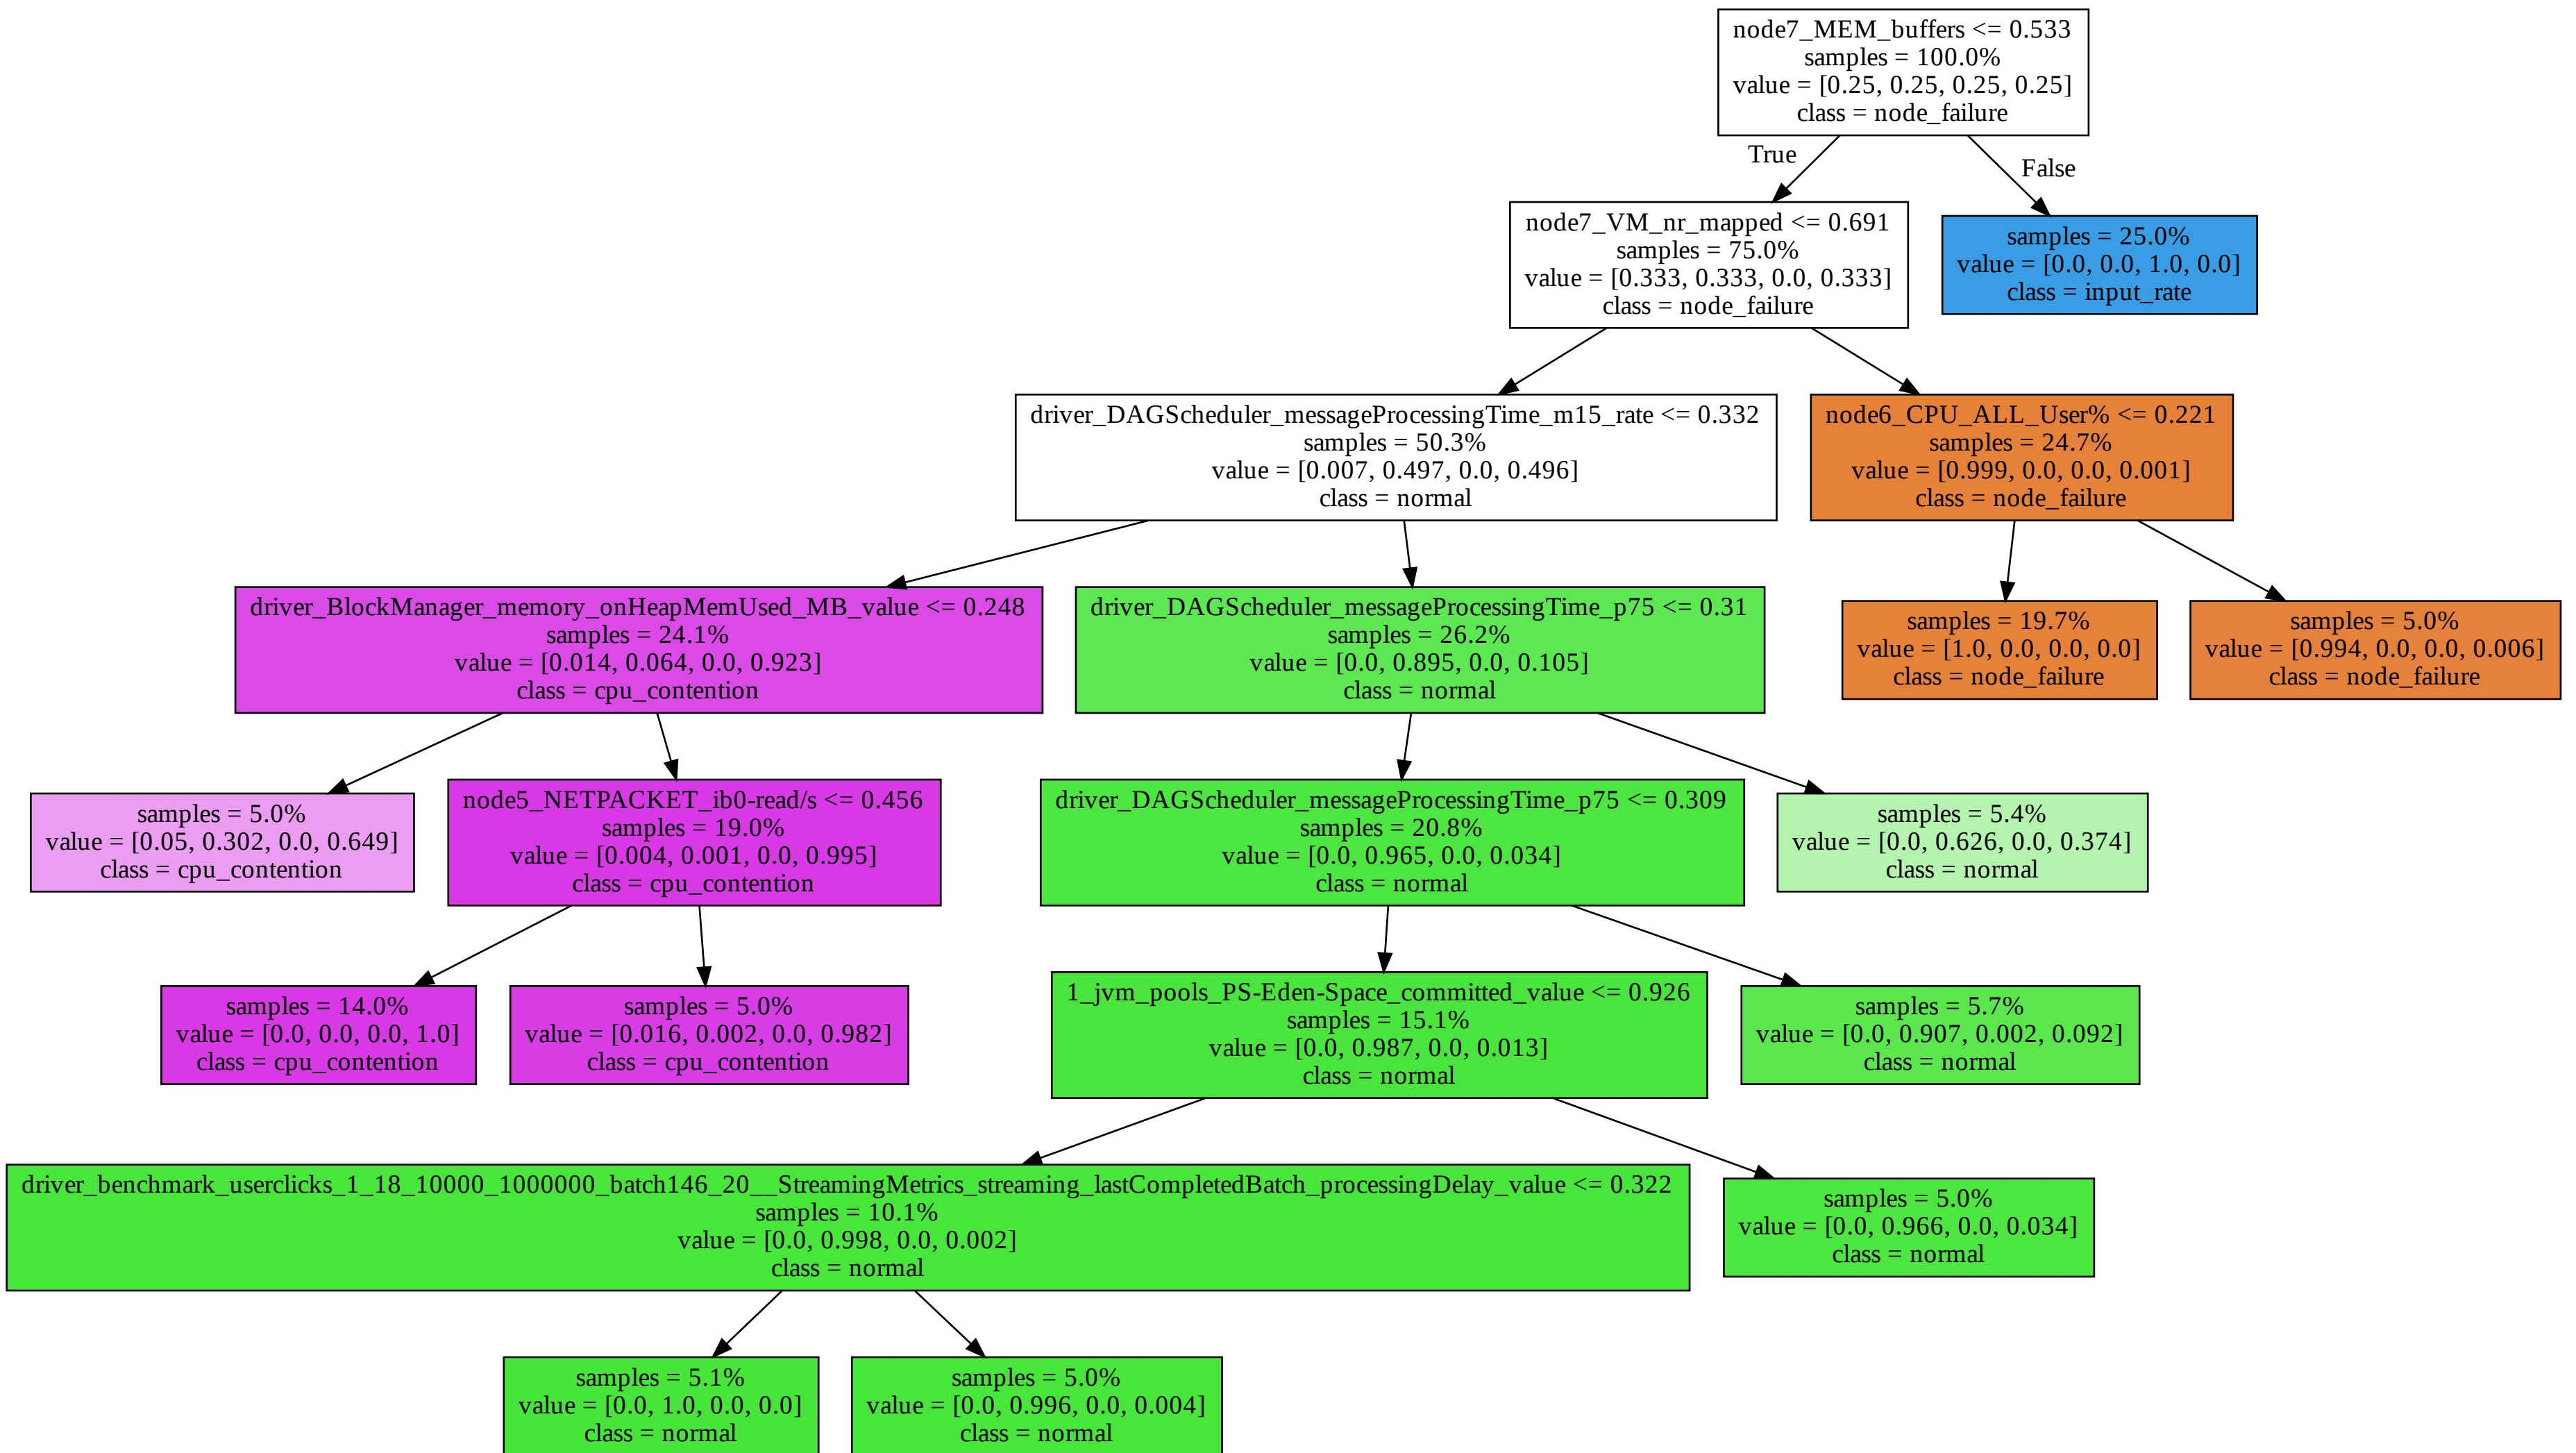 node7_MEM_buffers <= 0.533
samples = 100.0%
value = [0.25, 0.25, 0.25, 0.25]
class = node_failure
True
False
node7_VM_nr_mapped <= 0.691
samples = 75.0%
value = [0.333, 0.333, 0.0, 0.333]
class = node_failure
samples = 25.0%
value = [0.0, 0.0, 1.0, 0.0]
class = input_rate
driver_DAGScheduler_messageProcessingTime_m15_rate <= 0.332
samples = 50.3%
value = [0.007, 0.497, 0.0, 0.496]
class = normal
node6_CPU_ALL_User% <= 0.221
samples = 24.7%
value = [0.999, 0.0, 0.0, 0.001]
class = node_failure
driver_BlockManager_memory_onHeapMemUsed_MB_value <= 0.248
samples = 24.1%
value = [0.014, 0.064, 0.0, 0.923]
class = cpu_contention
driver_DAGScheduler_messageProcessingTime_p75 <= 0.31
samples = 26.2%
value = [0.0, 0.895, 0.0, 0.105]
class = normal
samples = 19.7%
value = [1.0, 0.0, 0.0, 0.0]
class = node_failure
samples = 5.0%
value = [0.994, 0.0, 0.0, 0.006]
class = node_failure
samples = 5.0%
value = [0.05, 0.302, 0.0, 0.649]
class = cpu_contention
node5_NETPACKET_ib0-read/s <= 0.456
samples = 19.0%
value = [0.004, 0.001, 0.0, 0.995]
class = cpu_contention
driver_DAGScheduler_messageProcessingTime_p75 <= 0.309
samples = 20.8%
value = [0.0, 0.965, 0.0, 0.034]
class = normal
samples = 5.4%
value = [0.0, 0.626, 0.0, 0.374]
class = normal
samples = 14.0%
value = [0.0, 0.0, 0.0, 1.0]
class = cpu_contention
samples = 5.0%
value = [0.016, 0.002, 0.0, 0.982]
class = cpu_contention
1_jvm_pools_PS-Eden-Space_committed_value <= 0.926
samples = 15.1%
value = [0.0, 0.987, 0.0, 0.013]
class = normal
samples = 5.7%
value = [0.0, 0.907, 0.002, 0.092]
class = normal
driver_benchmark_userclicks_1_18_10000_1000000_batch146_20__StreamingMetrics_streaming_lastCompletedBatch_processingDelay_value <= 0.322
samples = 10.1%
value = [0.0, 0.998, 0.0, 0.002]
class = normal
samples = 5.0%
value = [0.0, 0.966, 0.0, 0.034]
class = normal
samples = 5.1%
value = [0.0, 1.0, 0.0, 0.0]
class = normal
samples = 5.0%
value = [0.0, 0.996, 0.0, 0.004]
class = normal